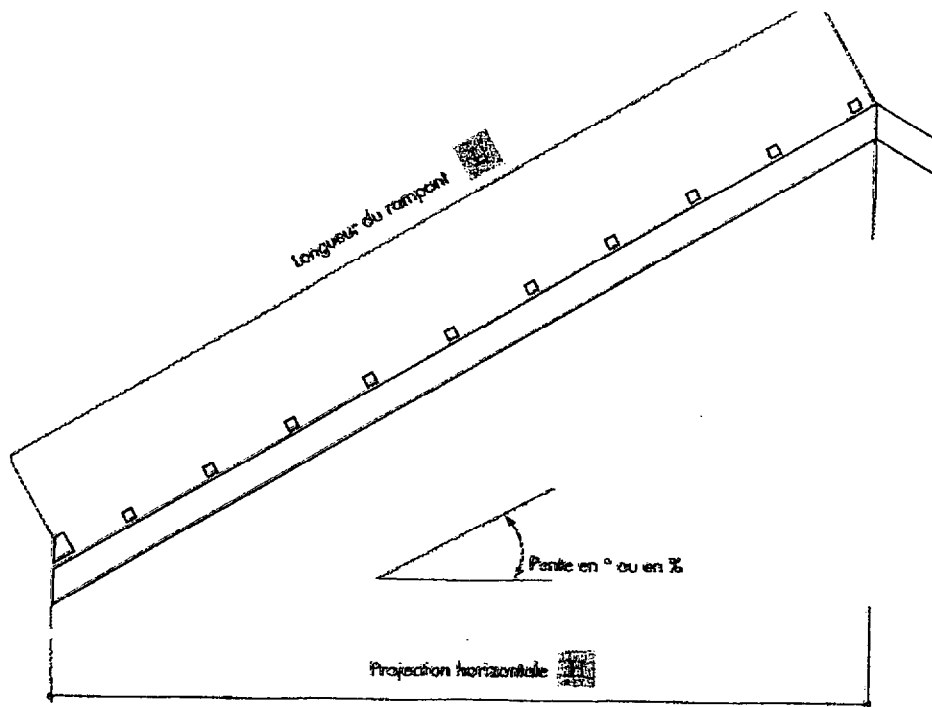 Longueur du rampant
Pente en ° ou en %
Projection horizontale H